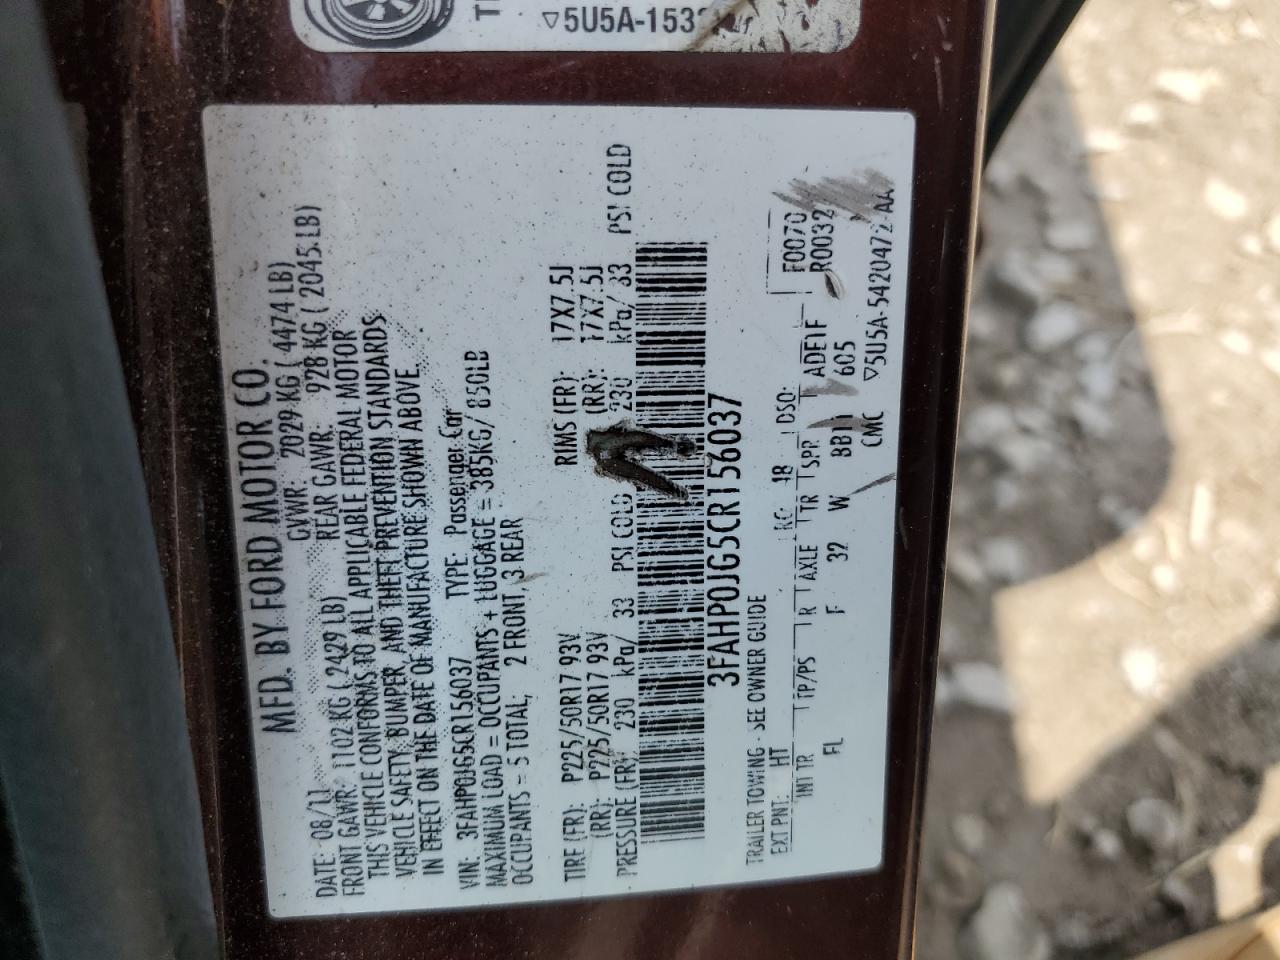 5U5A-153
MFD. BY FORD MOTOR CO.
DATE: 08/11 GVWR: 2029 KG ( 4474 LB)
FRONT GAWR: 1102 KG ( 2429 LB) REAR GAWR: 928 KG ( 2045 LB)
THIS VEHICLE CONFORMS TO ALL APPLICABLE FEDERAL MOTOR
VEHICLE SAFETY, BUMPER, AND THEFT PREVENTION STANDARDS
IN EFFECT ON THE DATE OF MANUFACTURE SHOWN ABOVE.
VIN: 3FAHP0JG5CR156037 TYPE: Passenger Car
MAXIMUM LOAD = OCCUPANTS + LUGGAGE = 385KG/ 850LB
OCCUPANTS = 5 TOTAL, 2 FRONT, 3 REAR
TIRE (FR): P225/50R17 93V RIMS (FR): 17X7.5J
(RR): P225/50R17 93V (RR): 17X7.5J
PRESSURE (FR) 230 kPa/ 33 PSI COLD 230 kPa/ 33 PSI COLD
3FAHP0JG5CR156037
TRAILER TOWING - SEE OWNER GUIDE
EXT PNT: HT RC: 48 DSO: F0070
INT TR TP/PS R AXLE TR SPR ADE1F R0032
FL F 32 W BB 605
CMC ▽5U5A-5420472-AA